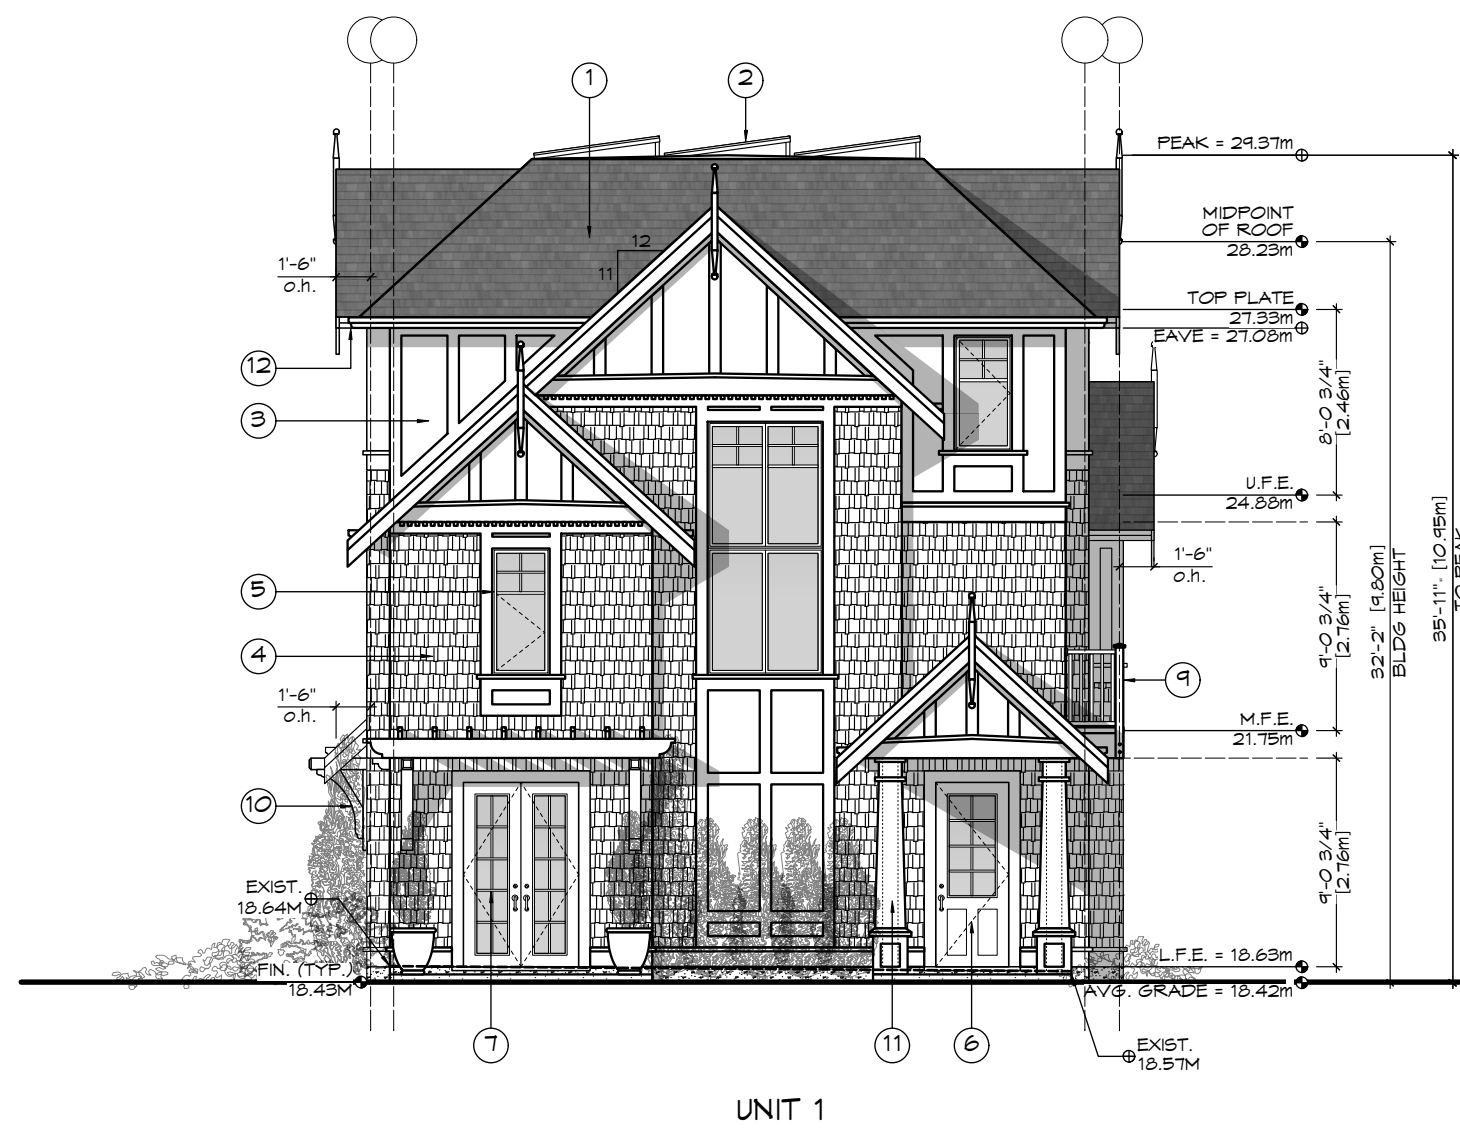 1
2
PEAK = 29.37m
MIDPOINT
OF ROOF
28.23m
12
11
1'-6"
o.h.
TOP PLATE
27.33m
EAVE = 27.08m
12
3
8'-0 3/4"
[2.46m]
U.F.E.
24.88m
5
4
1'-6"
o.h.
9'-0 3/4"
[2.76m]
32'-2" [9.80m]
BLDG HEIGHT
35'-11" [10.95m]
TO PEAK
9
1'-6"
o.h.
M.F.E.
21.75m
10
9'-0 3/4"
[2.76m]
EXIST.
18.64M
FIN. (TYP.)
18.43M
L.F.E. = 18.63m
AVG. GRADE = 18.42m
7
11
6
EXIST.
18.57M
UNIT 1